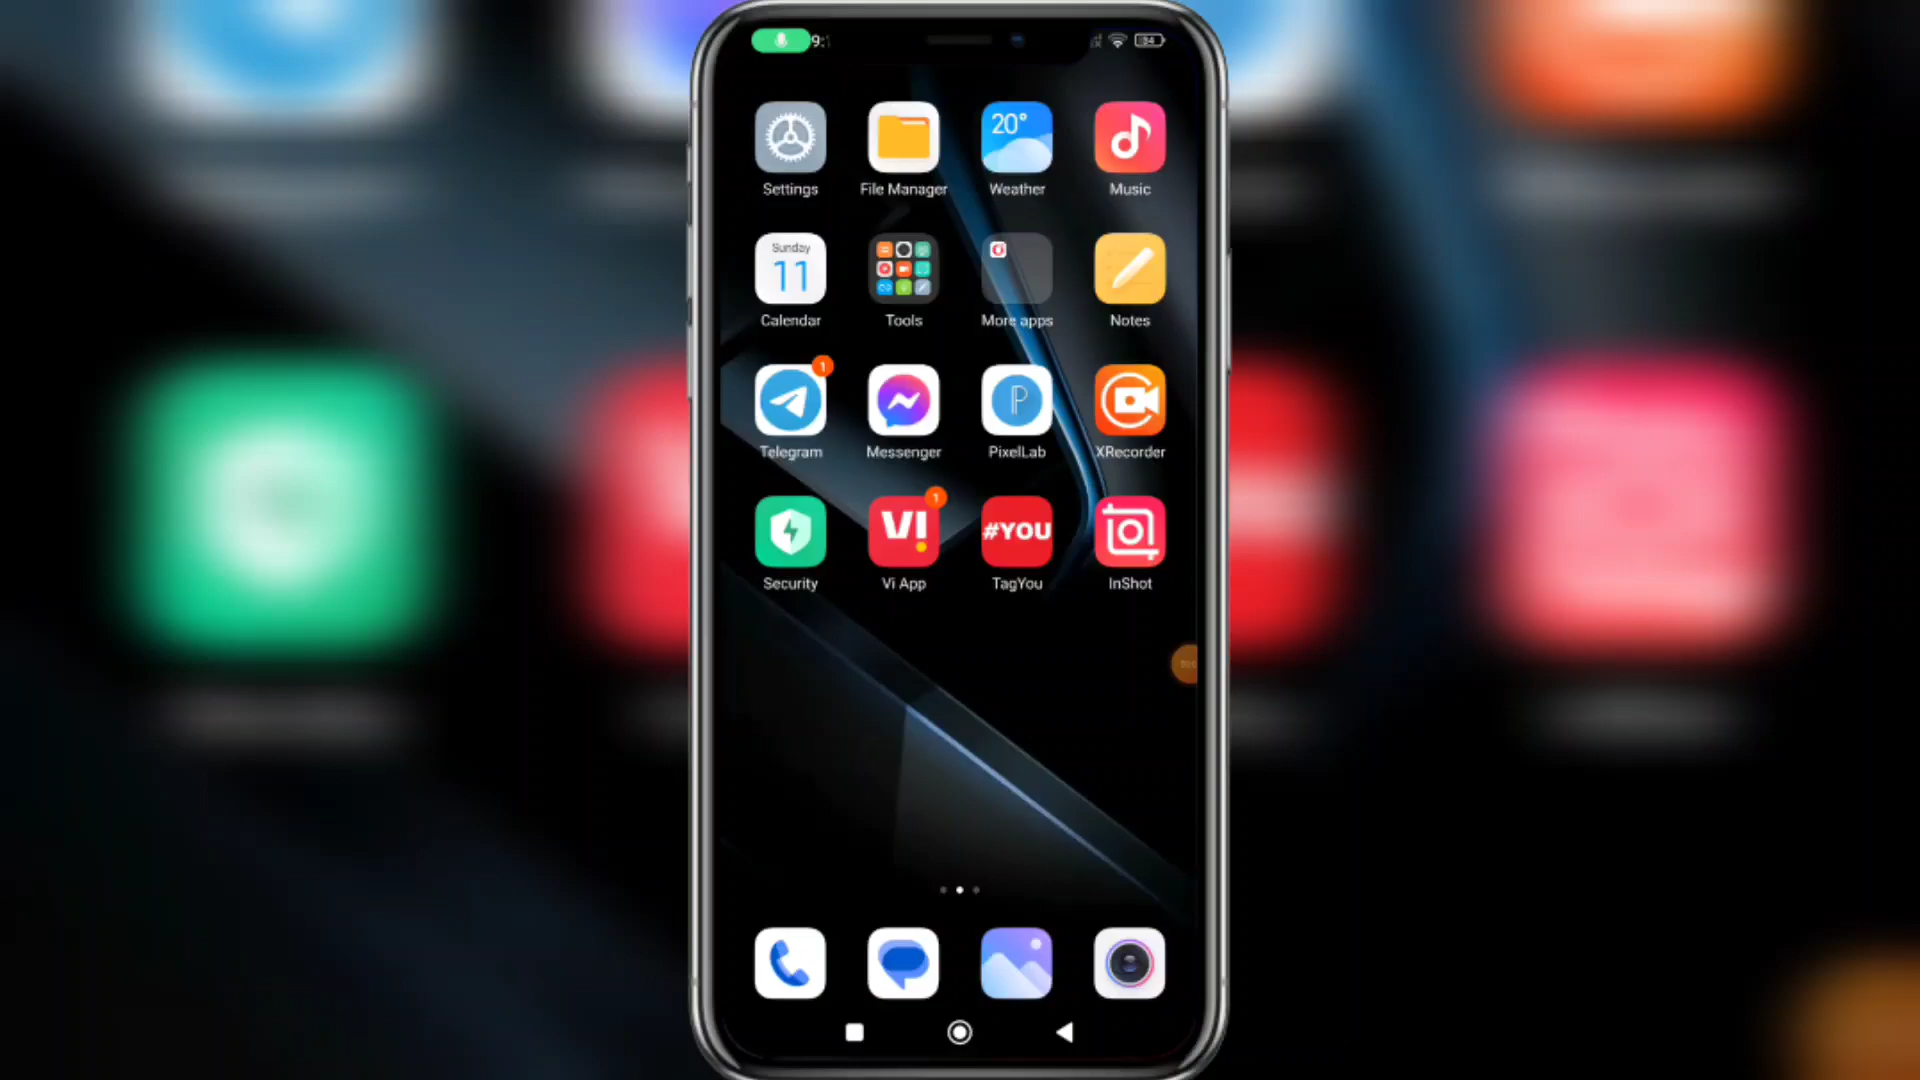 9:1
34
20°
Settings File Manager Weather Music
Sunday
11
Calendar Tools More apps Notes
1
P
Telegram Messenger PixelLab XRecorder
1
VI
#YOU
Security Vi App TagYou InShot